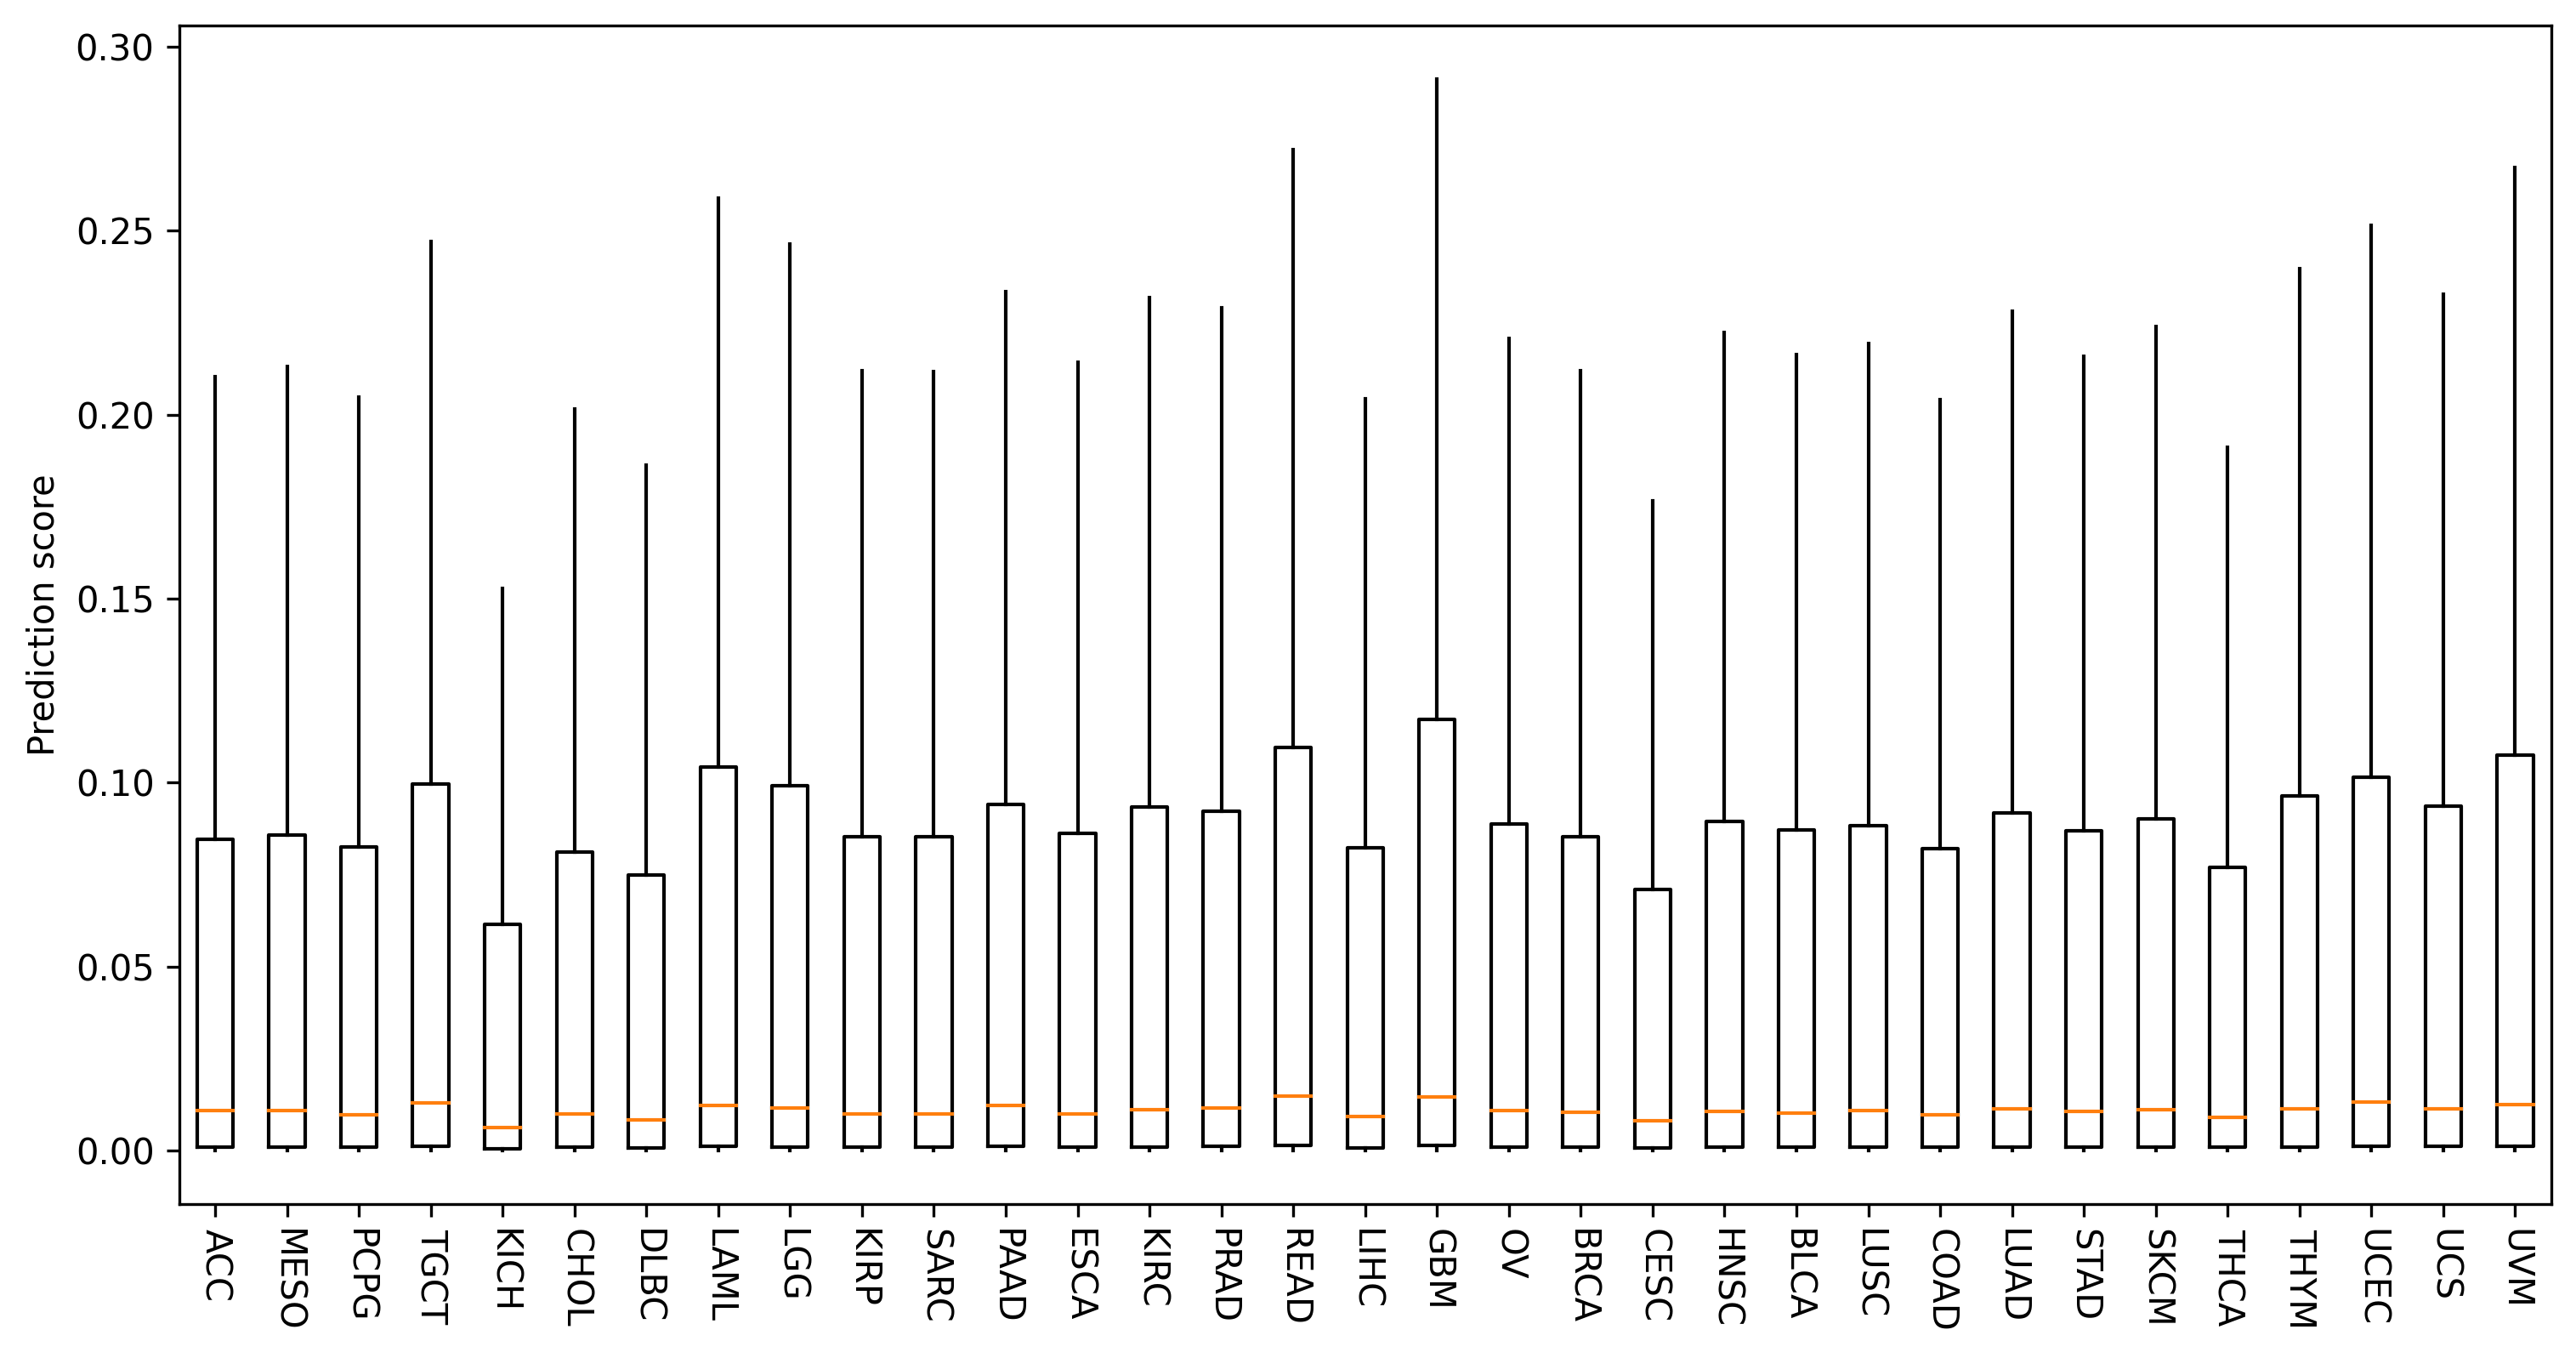 Prediction score
0.30
0.25
0.20
0.15
0.10
0.05
0.00
ACC
MESO
PCPG
TGCT
KICH
CHOL
DLBC
LAML
LGG
KIRP
SARC
PAAD
ESCA
KIRC
PRAD
READ
LIHC
GBM
OV
BRCA
CESC
HNSC
BLCA
LUSC
COAD
LUAD
STAD
SKCM
THCA
THYM
UCEC
UCS
UVM